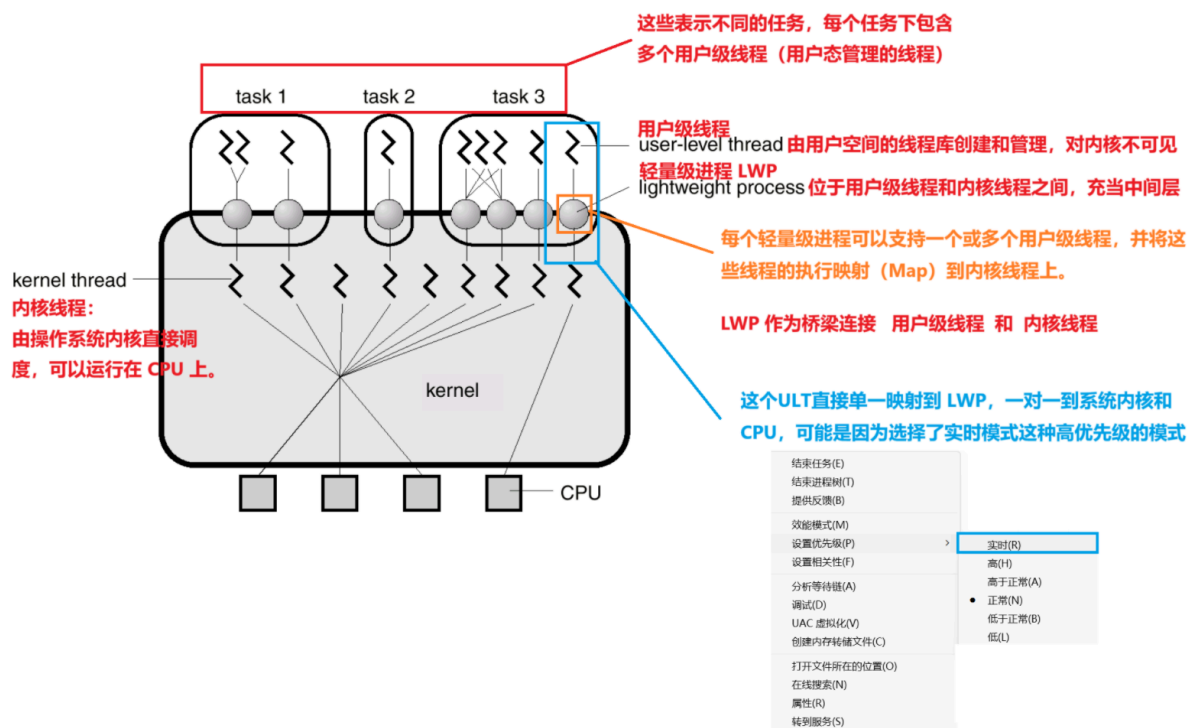 这些表示不同的任务，每个任务下包含
多个用户级线程（用户态管理的线程）
task 1
task 2
task 3
用户级线程
user-level thread 由用户空间的线程库创建和管理，对内核不可见
轻量级进程 LWP
lightweight process 位于用户级线程和内核线程之间，充当中间层
每个轻量级进程可以支持一个或多个用户级线程，并将这
些线程的执行映射（Map）到内核线程上。
kernel thread
内核线程：
由操作系统内核直接调
度，可以运行在 CPU 上。
LWP 作为桥梁连接 用户级线程 和 内核线程
kernel
这个ULT直接单一映射到 LWP，一对一到系统内核和
CPU，可能是因为选择了实时模式这种高优先级的模式
CPU
结束任务(E)
结束进程树(T)
提供反馈(B)
效能模式(M)
设置优先级(P)
设置相关性(F)
分析等待链(A)
调试(D)
UAC 虚拟化(V)
创建内存转储文件(C)
打开文件所在的位置(O)
在线搜索(N)
属性(R)
转到服务(S)
实时(R)
高(H)
高于正常(A)
正常(N)
低于正常(B)
低(L)